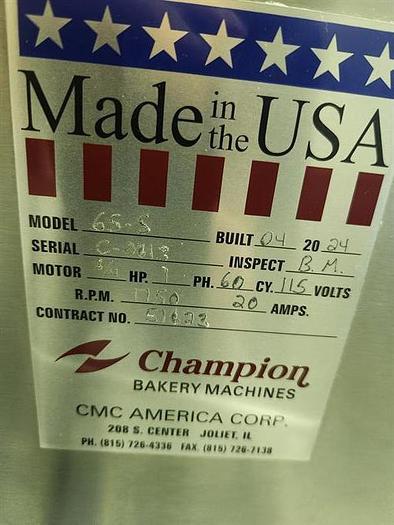 Made in the USA
MODEL 65-S BUILT 04 20 24
SERIAL INSPECT B.M.
MOTOR HP. 1 PH. 60 CY. 115 VOLTS
R.P.M. 1750 20 AMPS.
CONTRACT NO.
Champion
BAKERY MACHINES
CMC AMERICA CORP.
208 S. CENTER JOLIET, IL
PH. (815) 726-4336 FAX. (815) 726-7138